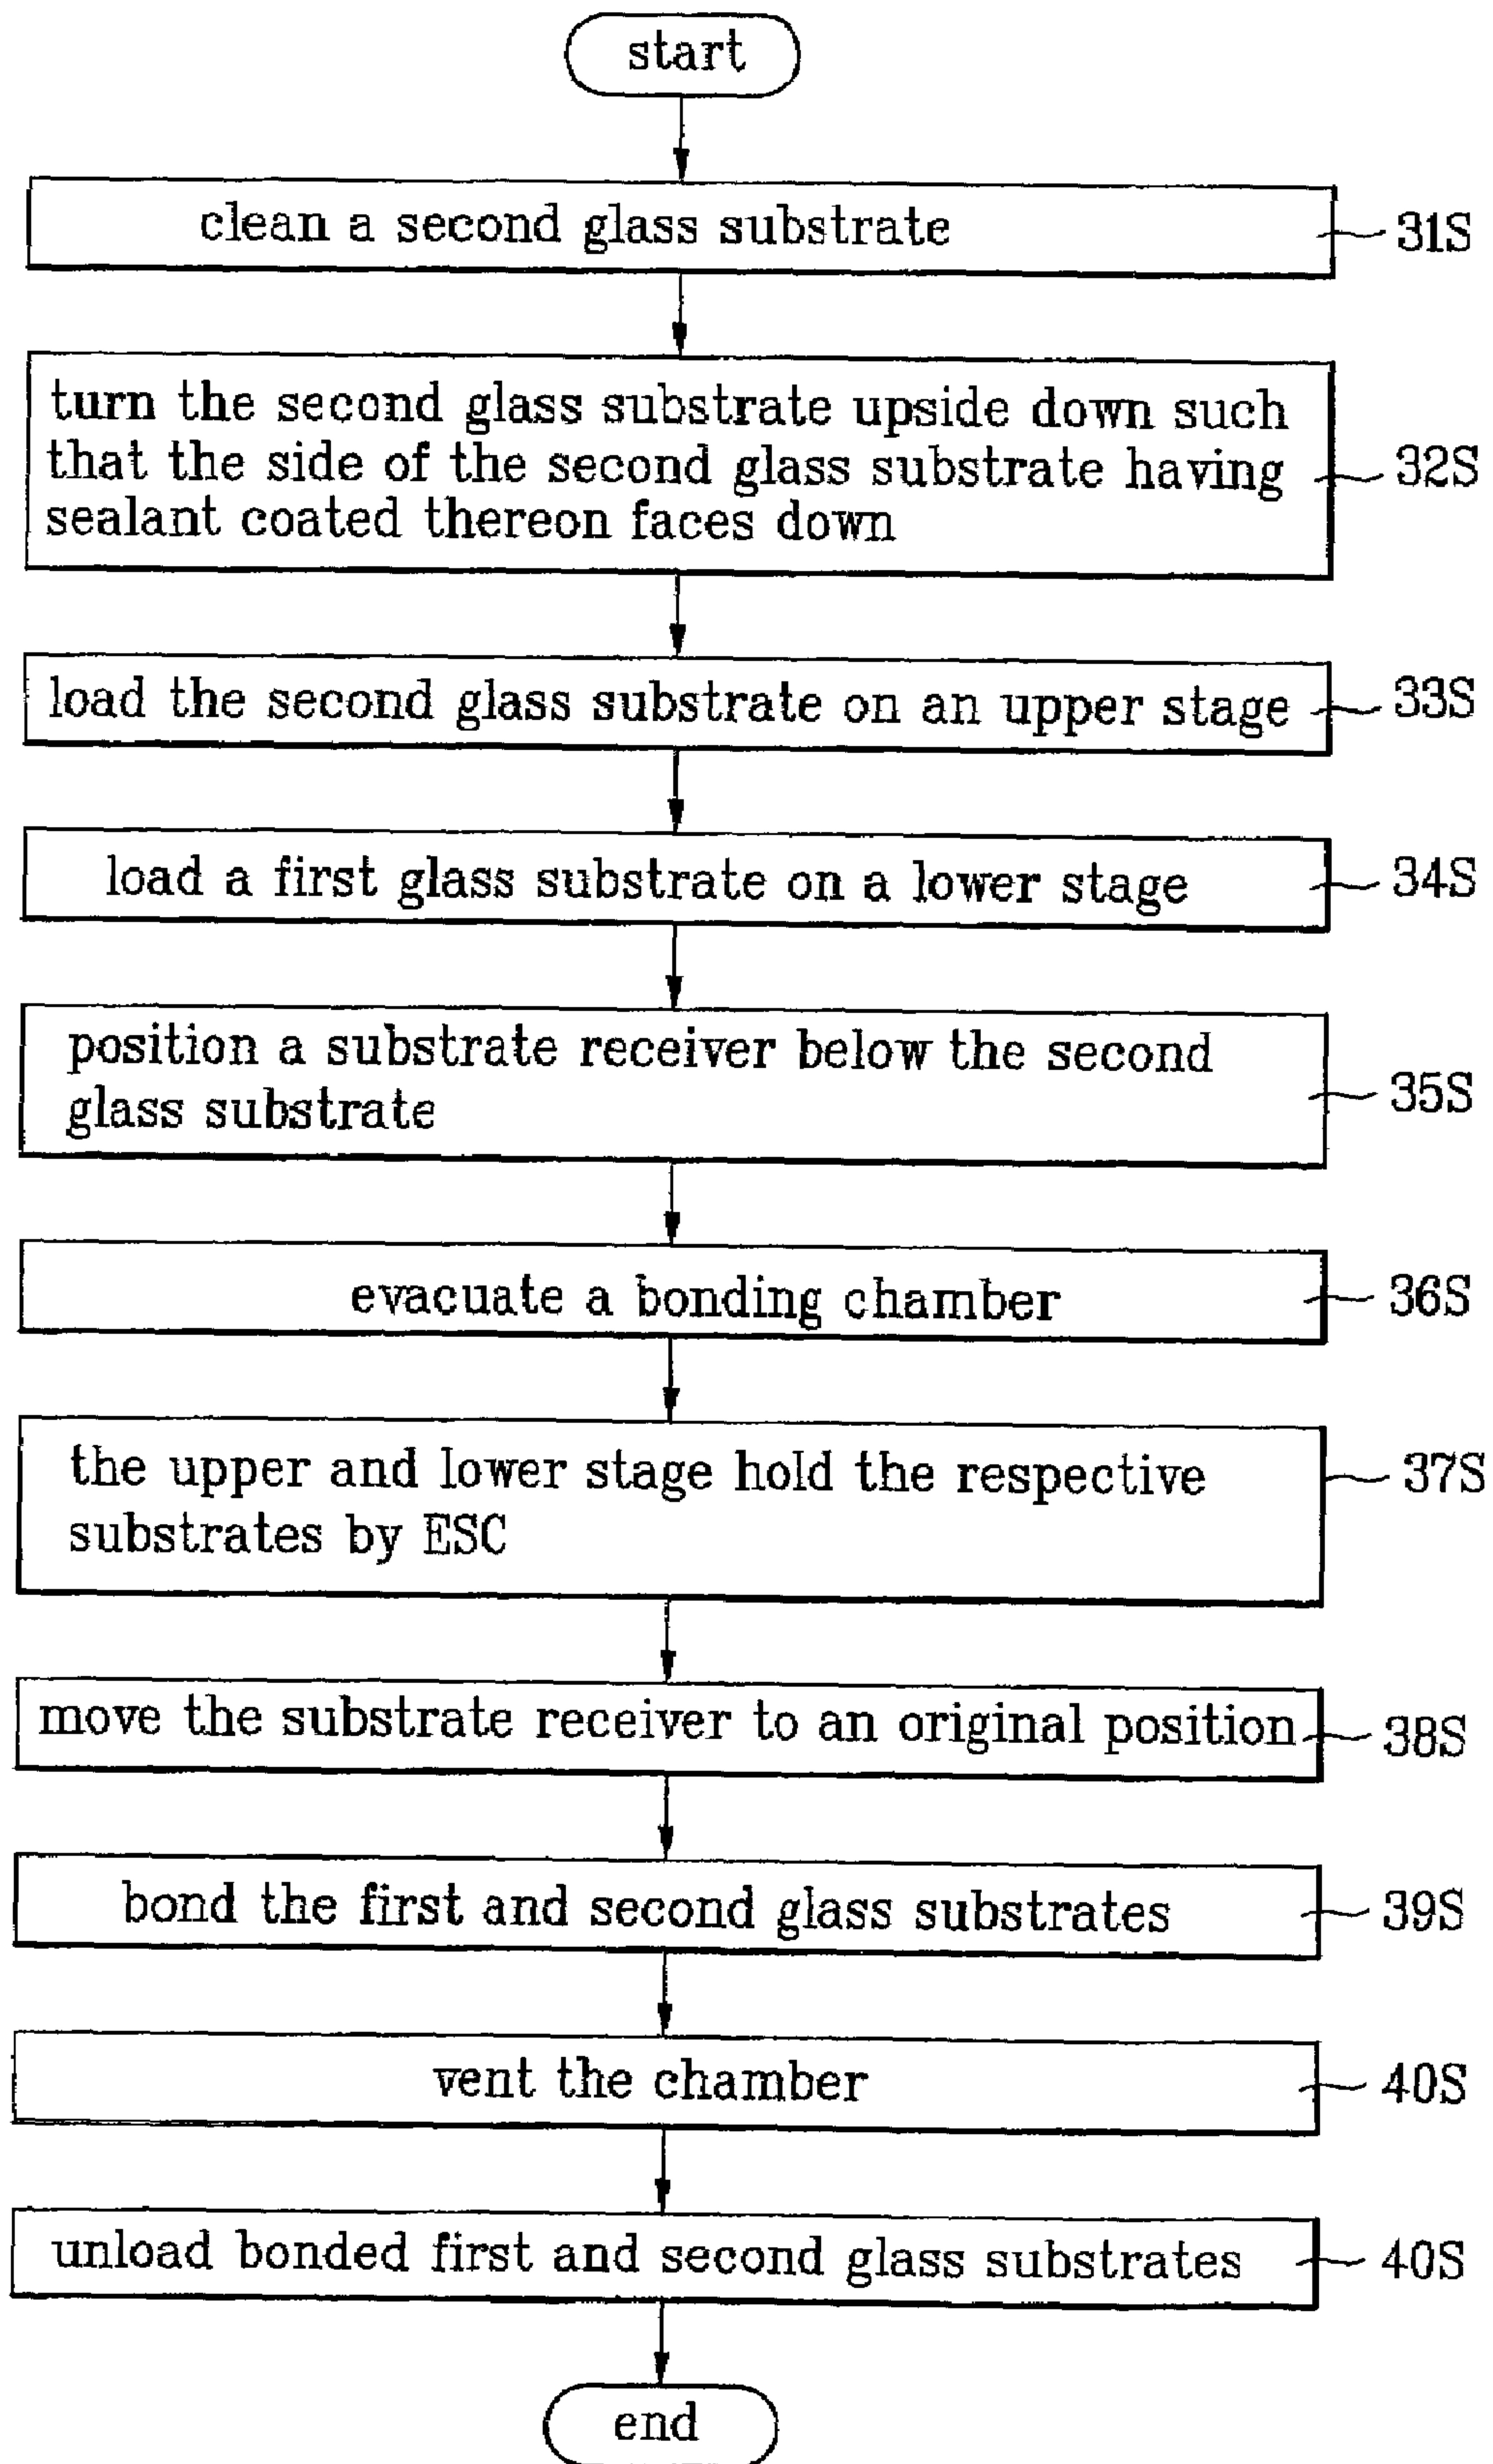 start
clean a second glass substrate
31S
turn the second glass substrate upside down such
that the side of the second glass substrate having
sealant coated thereon faces down
32S
load the second glass substrate on an upper stage
33S
load a first glass substrate on a lower stage
34S
position a substrate receiver below the second
glass substrate
35S
evacuate a bonding chamber
36S
the upper and lower stage hold the respective
substrates by ESC
37S
move the substrate receiver to an original position
38S
bond the first and second glass substrates
39S
vent the chamber
40S
unload bonded first and second glass substrates
40S
end